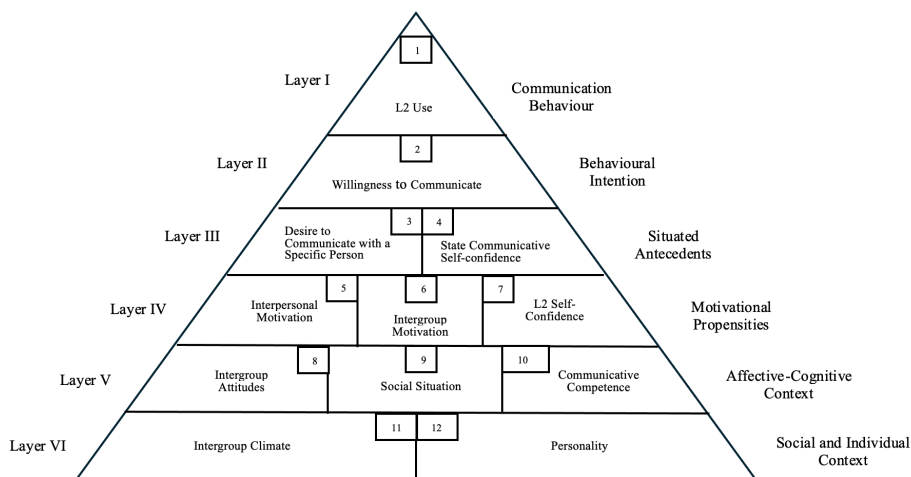 1
Layer I
L2 Use
Communication
Behaviour
2
Layer II
Willingness to Communicate
Behavioural
Intention
3
4
Layer III
Desire to
Communicate with a
Specific Person
State Communicative
Self-confidence
Situated
Antecedents
5
6
7
Layer IV
Interpersonal
Motivation
Intergroup
Motivation
L2 Self-
Confidence
Motivational
Propensities
8
9
10
Layer V
Intergroup
Attitudes
Social Situation
Communicative
Competence
Affective-Cognitive
Context
11
12
Layer VI
Intergroup Climate
Personality
Social and Individual
Context